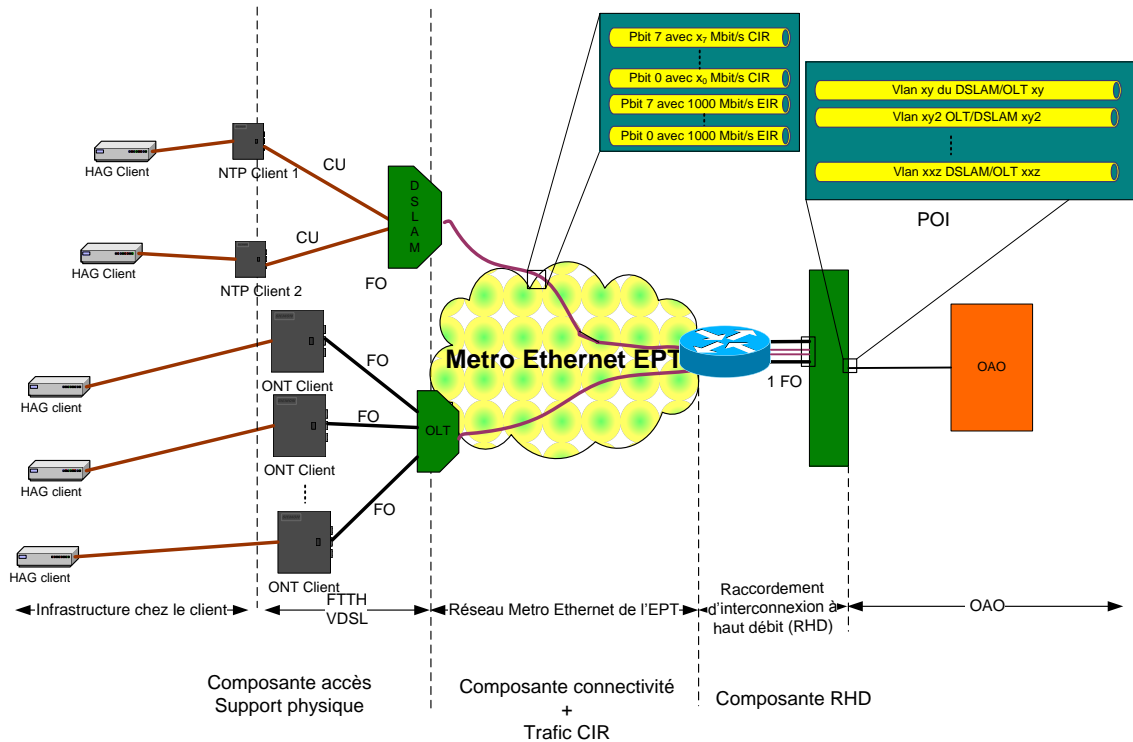 Pbit 7 avec x7 Mbit/s CIR
Pbit 0 avec x0 Mbit/s CIR
Pbit 7 avec 1000 Mbit/s EIR
Pbit 0 avec 1000 Mbit/s EIR
Vlan xy du DSLAM/OLT xy
Vlan xy2 OLT/DSLAM xy2
Vlan xxz DSLAM/OLT xxz
POI
HAG Client
NTP Client 1
CU
DSLAM
HAG Client
NTP Client 2
CU
FO
HAG client
ONT Client
FO
HAG client
ONT Client
FO
OLT
HAG client
ONT Client
FO
Metro Ethernet EPT
1 FO
OAO
Infrastructure chez le client
FTTH
VDSL
Réseau Metro Ethernet de l'EPT
Raccordement
d'interconnexion à
haut débit (RHD)
OAO
Composante accès
Support physique
Composante connectivité
+
Trafic CIR
Composante RHD